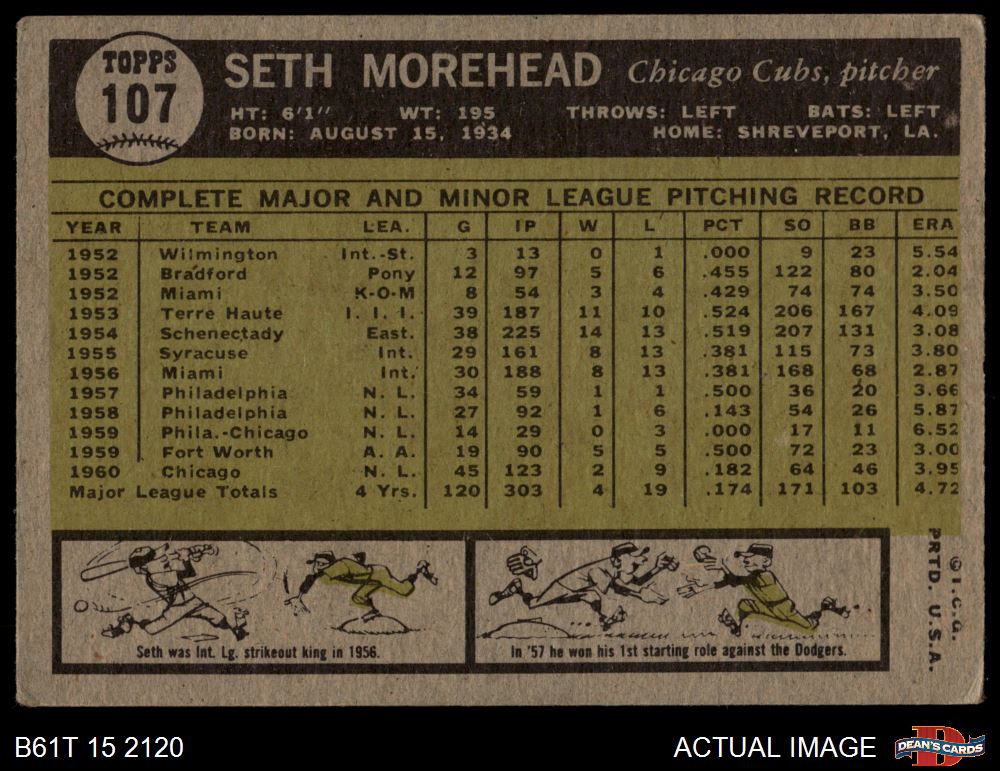 TOPPS
107
SETH MOREHEAD Chicago Cubs, pitcher
HT: 6'1" WT: 195 THROWS: LEFT BATS: LEFT
BORN: AUGUST 15, 1934 HOME: SHREVEPORT, LA.
COMPLETE MAJOR AND MINOR LEAGUE PITCHING RECORD
YEAR TEAM LEA. G IP W L PCT SO BB ERA
1952 Wilmington Int.-St. 3 13 0 1 .000 9 23 5.54
1952 Bradford Pony 12 97 5 6 .455 122 80 2.04
1952 Miami K-O-M 8 54 3 4 .429 74 74 3.50
1953 Terre Haute I. I. I. 39 187 11 10 .524 206 167 4.09
1954 Schenectady East. 38 225 14 13 .519 207 131 3.08
1955 Syracuse Int. 29 161 8 13 .381 115 73 3.80
1956 Miami Int. 30 188 8 13 .381 168 68 2.87
1957 Philadelphia N. L. 34 59 1 1 .500 36 20 3.66
1958 Philadelphia N. L. 27 92 1 6 .143 54 26 5.87
1959 Phila.-Chicago N. L. 14 29 0 3 .000 17 11 6.52
1959 Fort Worth A. A. 19 90 5 5 .500 72 23 3.00
1960 Chicago N. L. 45 123 2 9 .182 64 46 3.95
Major League Totals 4 Yrs. 120 303 4 19 .174 171 103 4.72
Seth was Int. Lg. strikeout king in 1956.
In '57 he won his 1st starting role against the Dodgers.
© T.C.G.
PRTD. U.S.A.
B61T 15 2120 ACTUAL IMAGE
D
DEAN'S CARDS